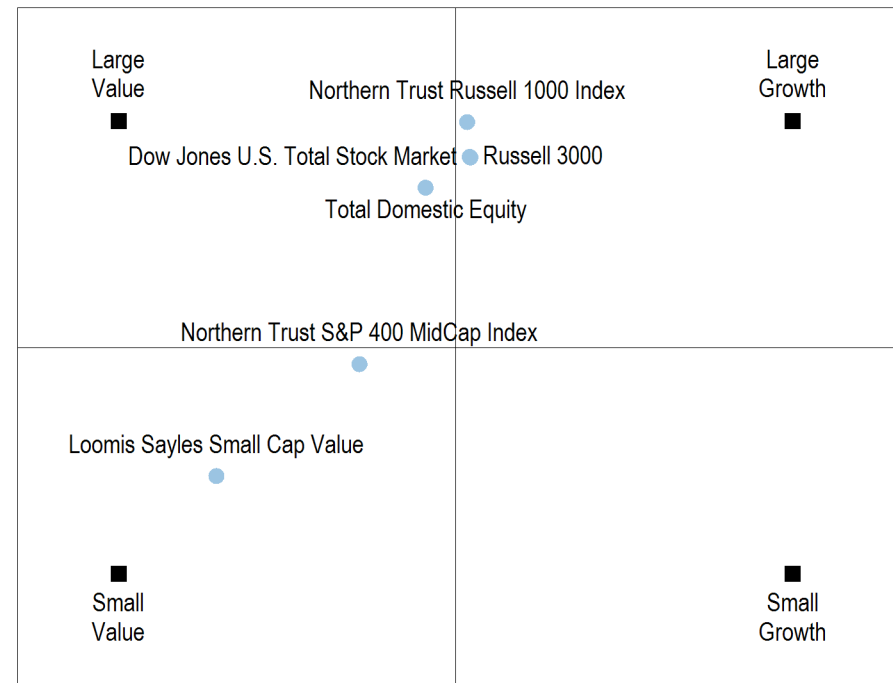 Large
Value
Large
Growth
Northern Trust Russell 1000 Index
Dow Jones U.S. Total Stock Market
Russell 3000
Total Domestic Equity
Northern Trust S&P 400 MidCap Index
Loomis Sayles Small Cap Value
Small
Value
Small
Growth